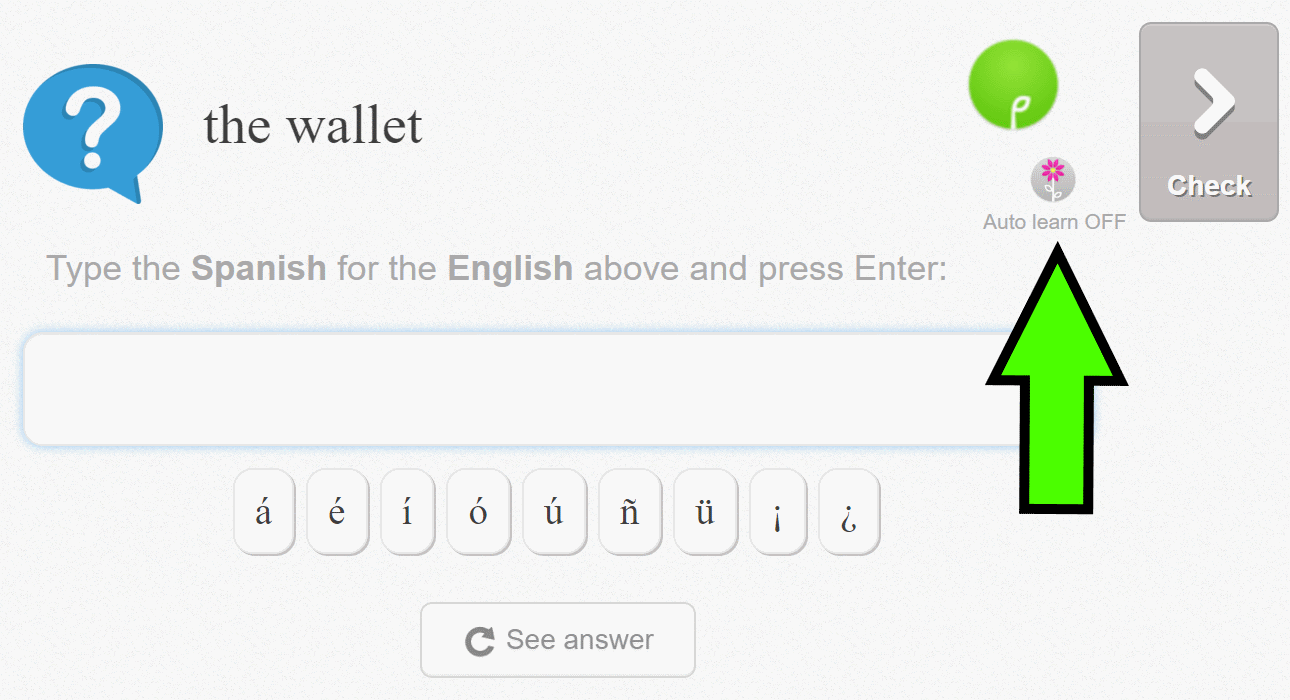 the wallet
Check
Auto learn OFF
Type the Spanish for the English above and press Enter:
á é í ó ú ñ ü ¡ ¿
See answer